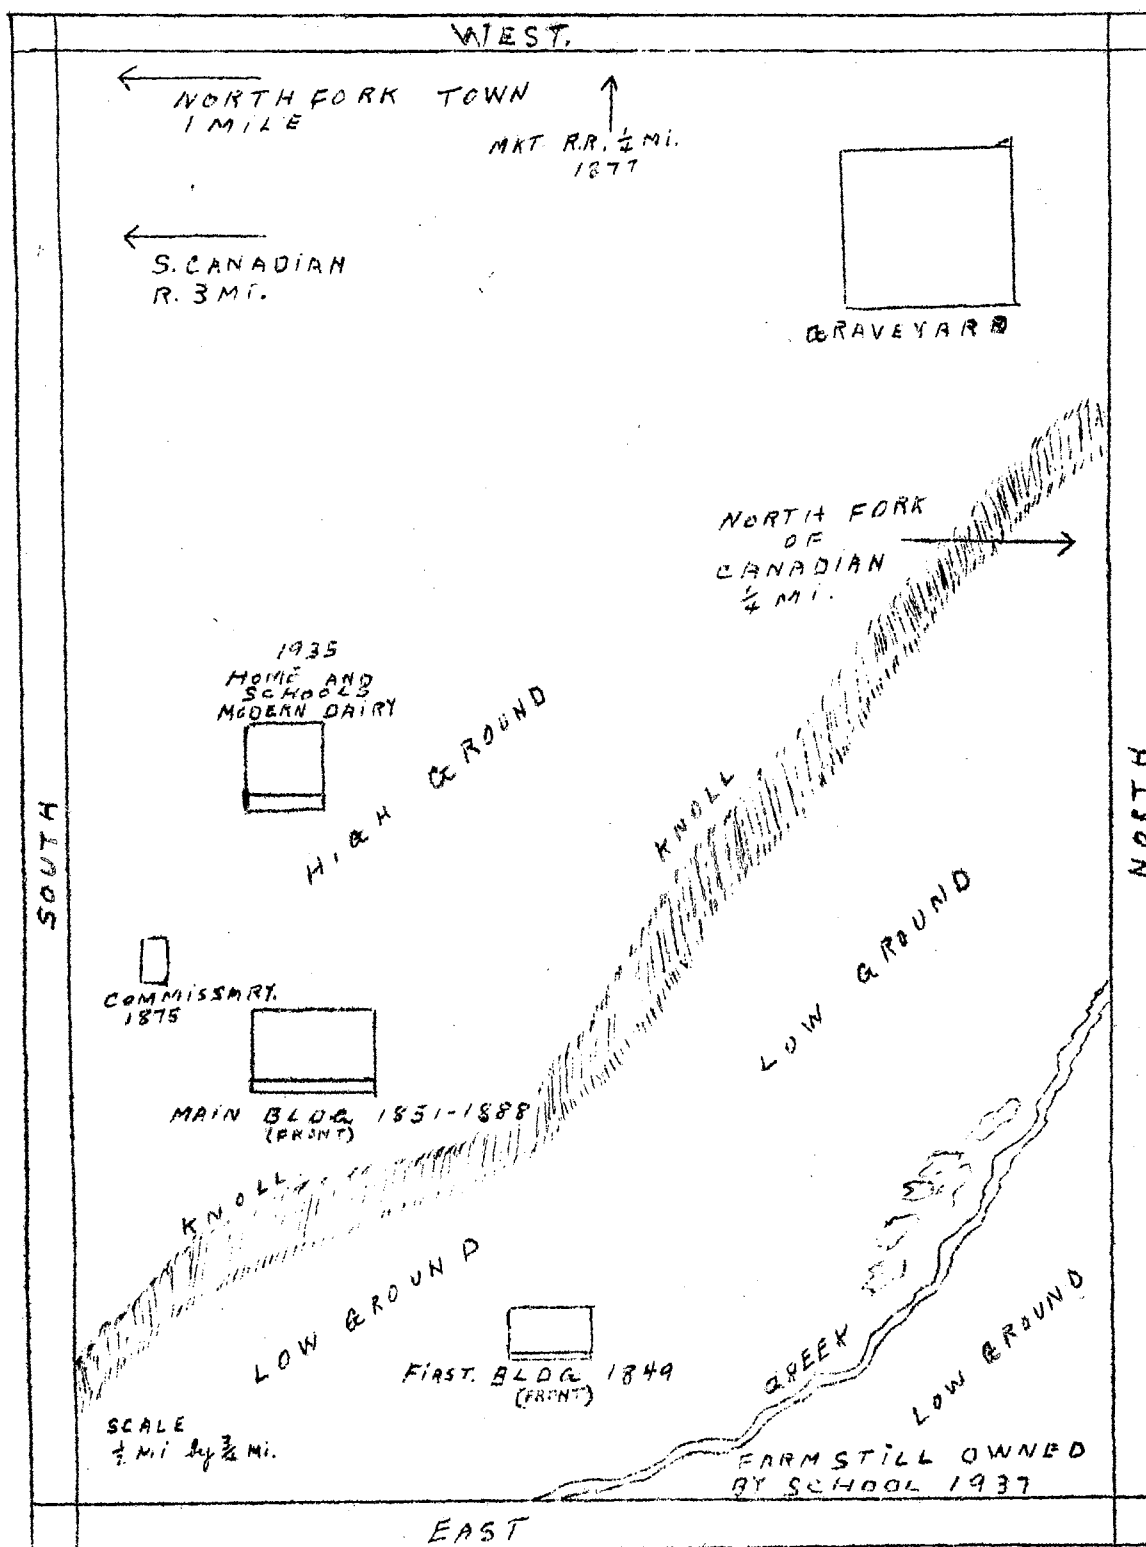 WEST.
NORTH FORK TOWN
1 MILE
MKT R.R. ¼ MI.
1877
S. CANADIAN
R. 3 MI.
GRAVEYARD
NORTH FORK
OF
CANADIAN
¼ MI.
1935
HOME AND
SCHOOLS
MODERN DAIRY
HIGH GROUND
KNOLL
SOUTH
NORTH
LOW GROUND
COMMISSARY.
1875
MAIN BLDG 1851-1888
(FRONT)
KNOLL
LOW GROUND
FIRST. BLDG 1849
(FRONT)
CREEK
LOW GROUND
SCALE
½ Mi by ¾ Mi.
FARM STILL OWNED
BY SCHOOL 1937
EAST